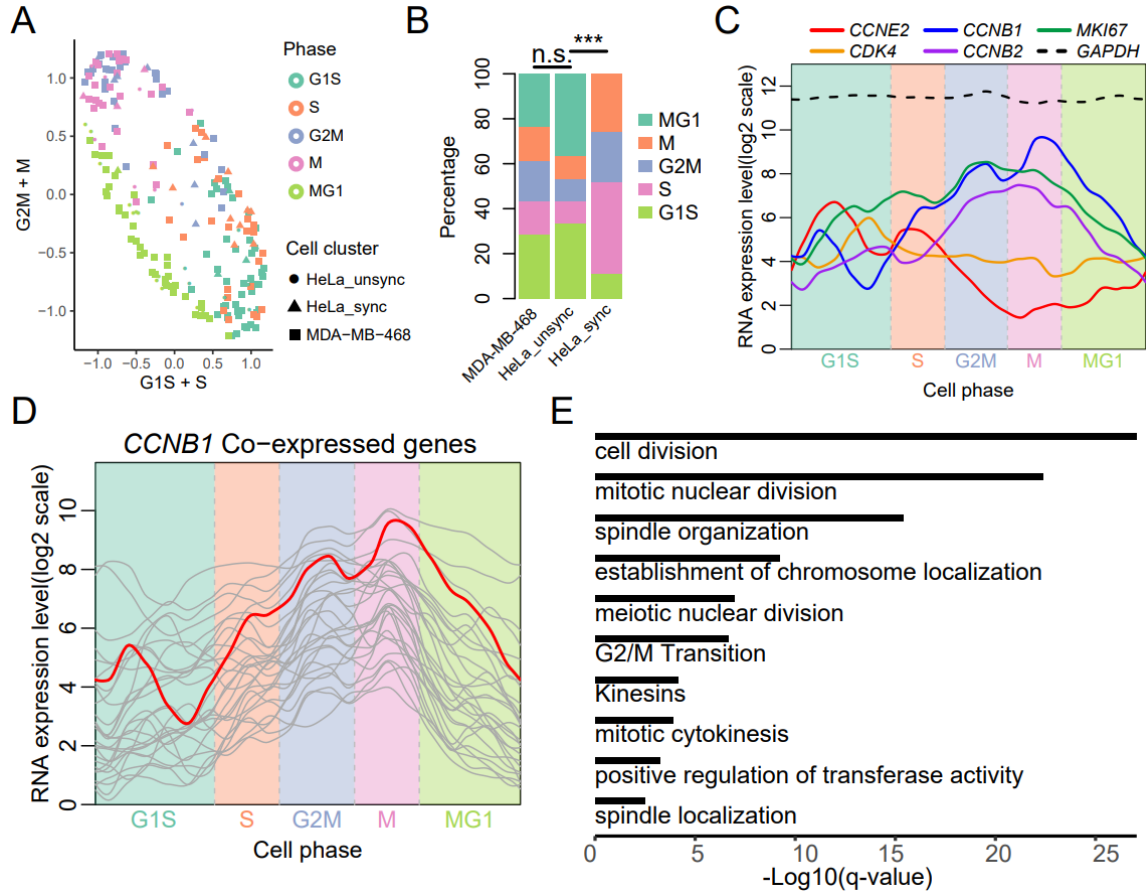 A
Phase
G1S
S
G2M
M
MG1
Cell cluster
HeLa_unsync
HeLa_sync
MDA−MB−468
G2M + M
1.0
0.5
0.0
−0.5
−1.0
−1.0 −0.5 0.0 0.5 1.0
G1S + S
B
n.s. ***
Percentage
100
80
60
40
20
0
MG1
M
G2M
S
G1S
MDA-MB-468
HeLa_unsync
HeLa_sync
C
CCNE2 CCNB1 MKI67
CDK4 CCNB2 GAPDH
RNA expression level(log2 scale)
12
10
8
6
4
2
0
G1S S G2M M MG1
Cell phase
D
CCNB1 Co−expressed genes
RNA expression level(log2 scale)
10
8
6
4
2
0
G1S S G2M M MG1
Cell phase
E
cell division
mitotic nuclear division
spindle organization
establishment of chromosome localization
meiotic nuclear division
G2/M Transition
Kinesins
mitotic cytokinesis
positive regulation of transferase activity
spindle localization
0 5 10 15 20 25
-Log10(q-value)